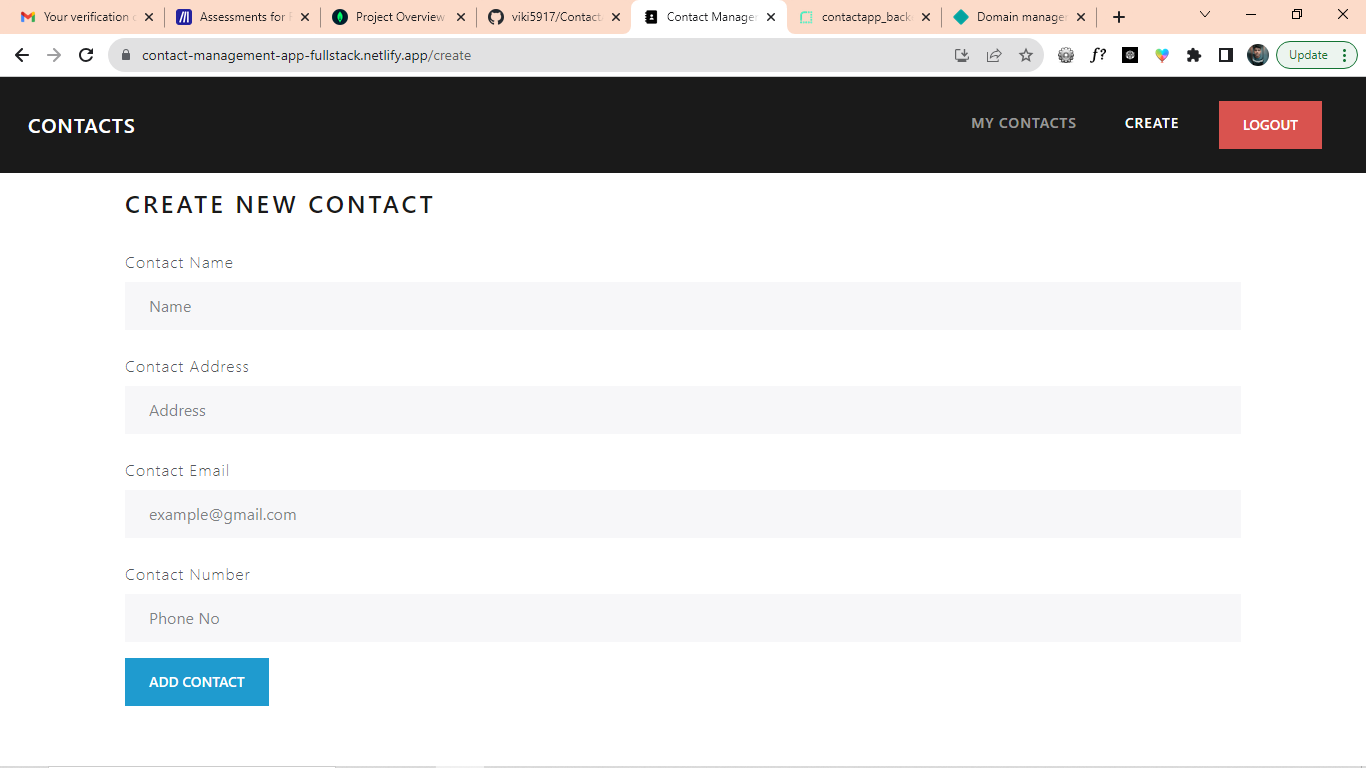 Your verification
Assessments for
Project Overview
viki5917/Contact
Contact Manage
contactapp_back
Domain manage
contact-management-app-fullstack.netlify.app/create
f?
Update
CONTACTS
MY CONTACTS
CREATE
LOGOUT
CREATE NEW CONTACT
Contact Name
Name
Contact Address
Address
Contact Email
example@gmail.com
Contact Number
Phone No
ADD CONTACT